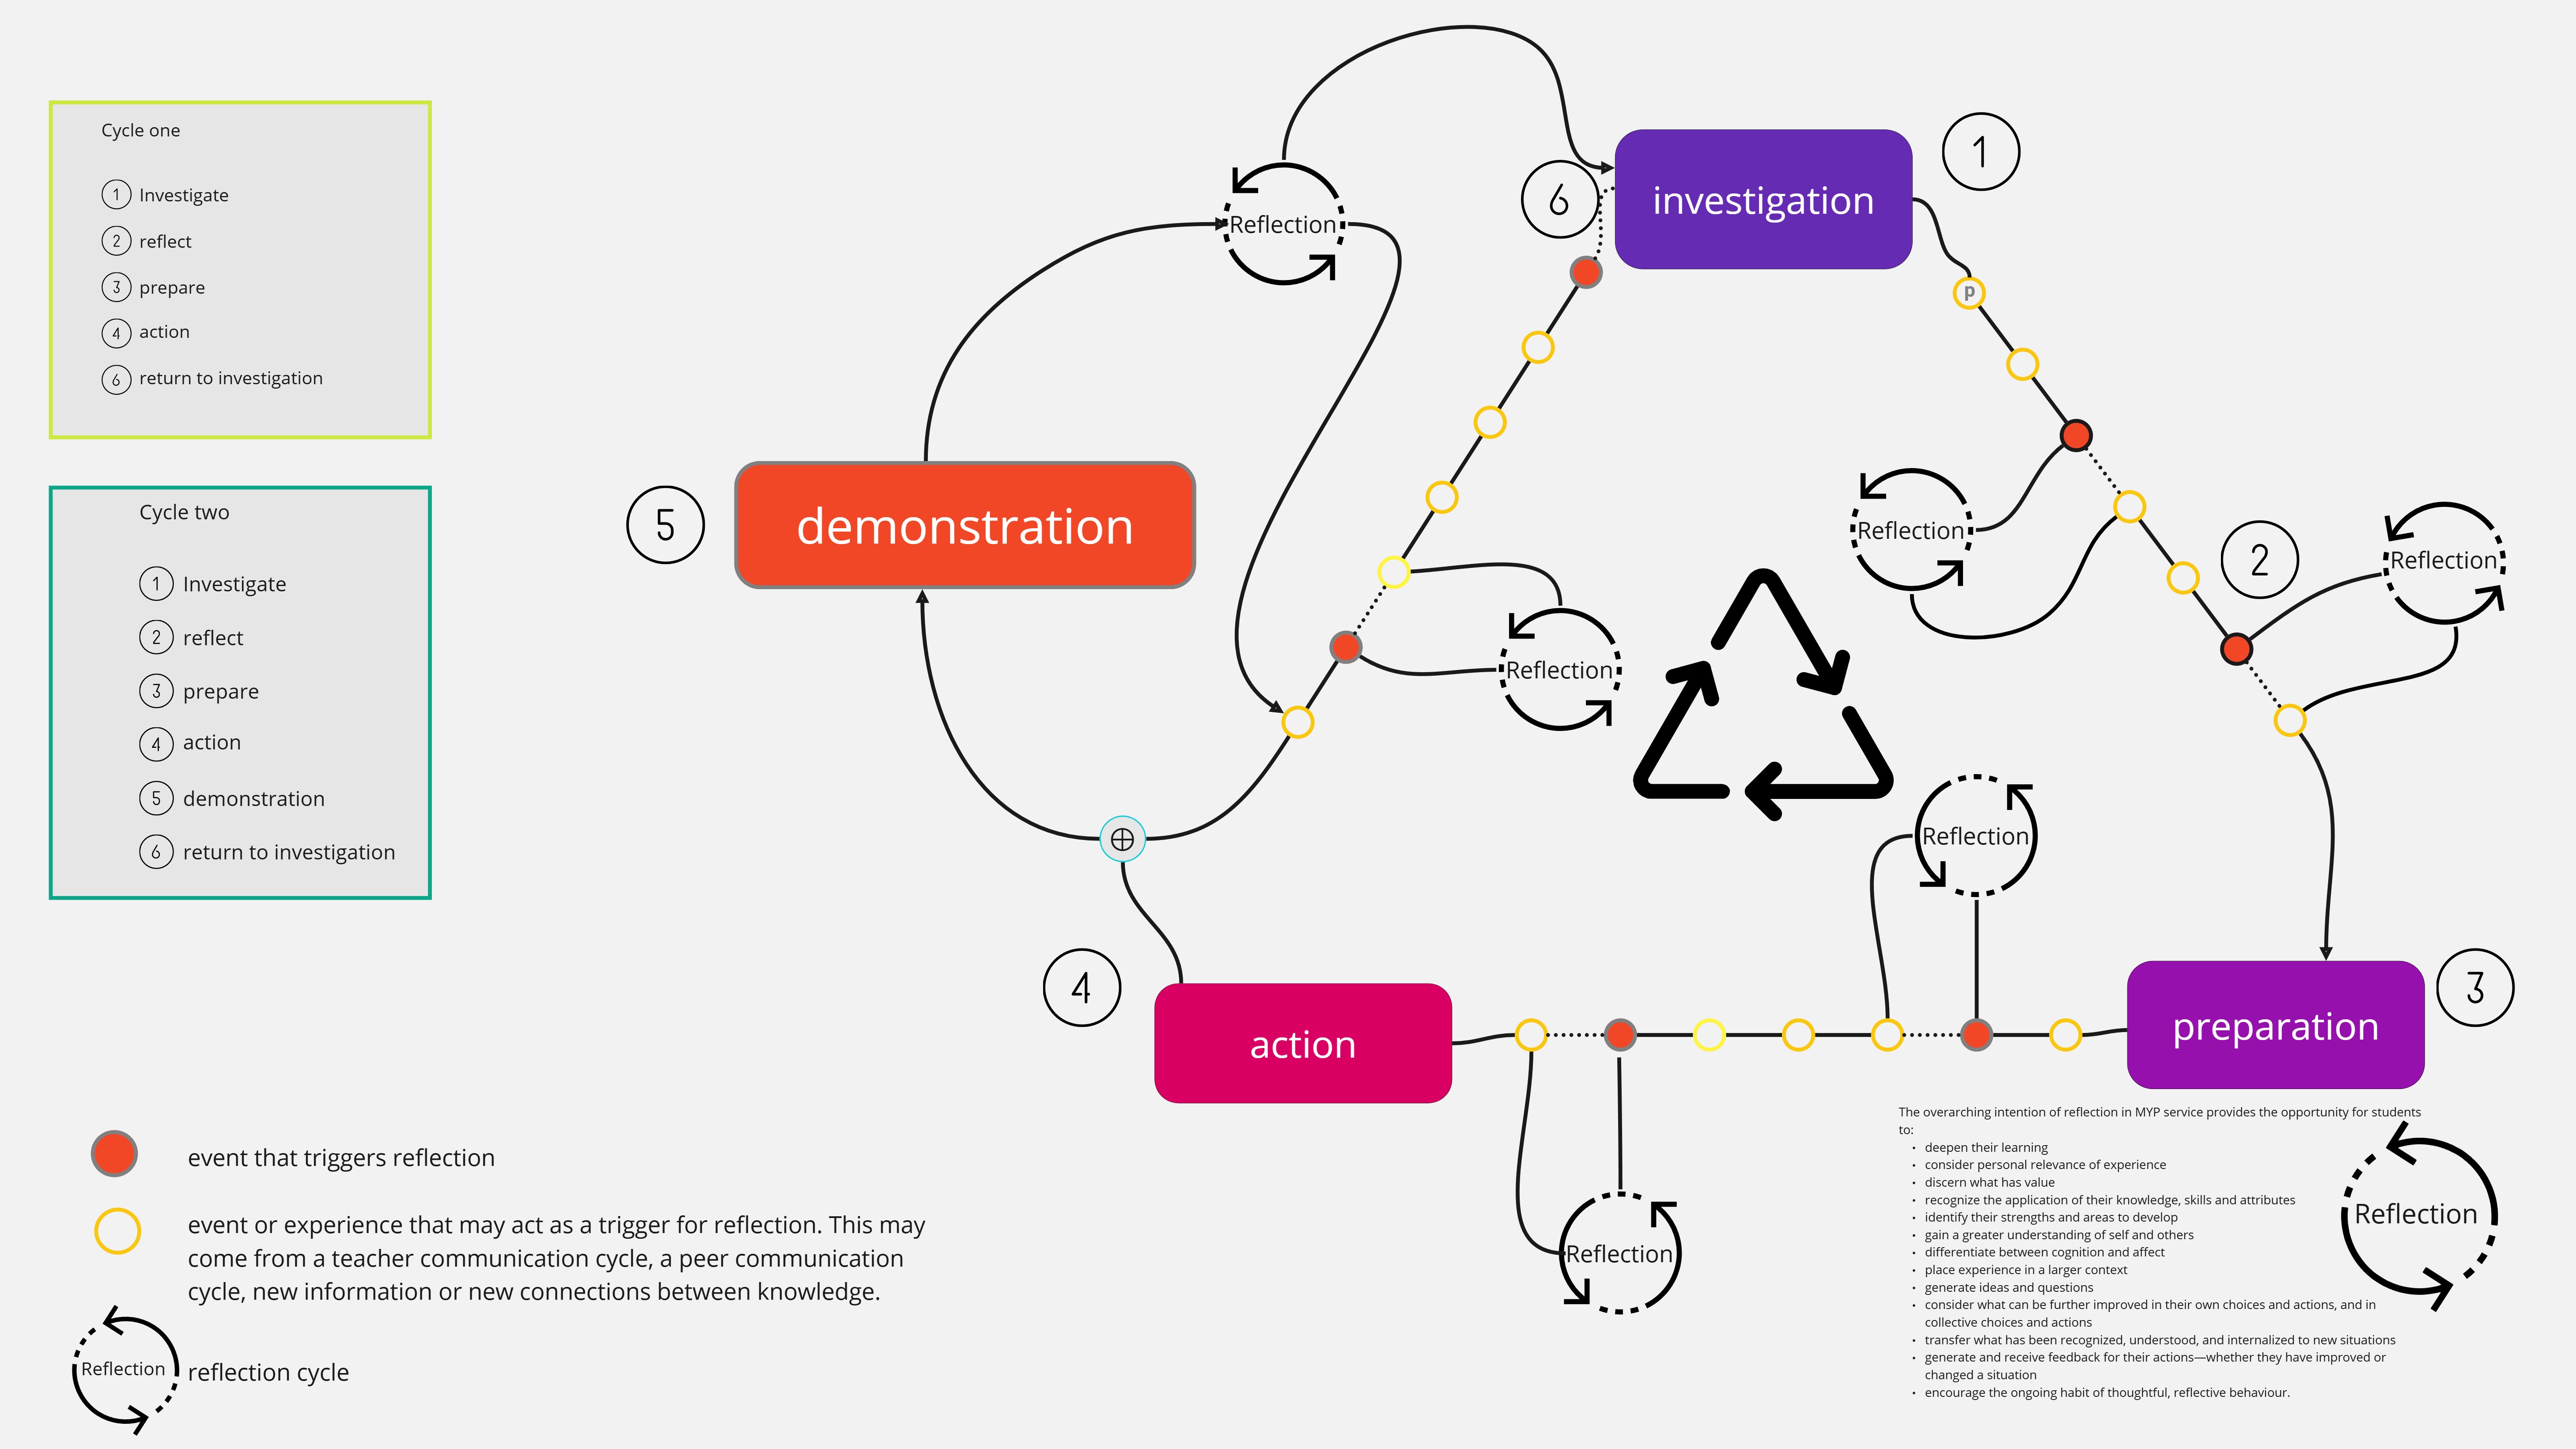 Cycle one
1 Investigate
2 reflect
3 prepare
4 action
6 return to investigation
Cycle two
1 Investigate
2 reflect
3 prepare
4 action
5 demonstration
6 return to investigation
Reflection
6
investigation
1
p
5
demonstration
Reflection
2
Reflection
Reflection
Reflection
4
action
preparation
3
Reflection
event that triggers reflection
event or experience that may act as a trigger for reflection. This may
come from a teacher communication cycle, a peer communication
cycle, new information or new connections between knowledge.
Reflection
reflection cycle
The overarching intention of reflection in MYP service provides the opportunity for students
to:
• deepen their learning
• consider personal relevance of experience
• discern what has value
• recognize the application of their knowledge, skills and attributes
• identify their strengths and areas to develop
• gain a greater understanding of self and others
• differentiate between cognition and affect
• place experience in a larger context
• generate ideas and questions
• consider what can be further improved in their own choices and actions, and in
collective choices and actions
• transfer what has been recognized, understood, and internalized to new situations
• generate and receive feedback for their actions—whether they have improved or
changed a situation
• encourage the ongoing habit of thoughtful, reflective behaviour.
Reflection